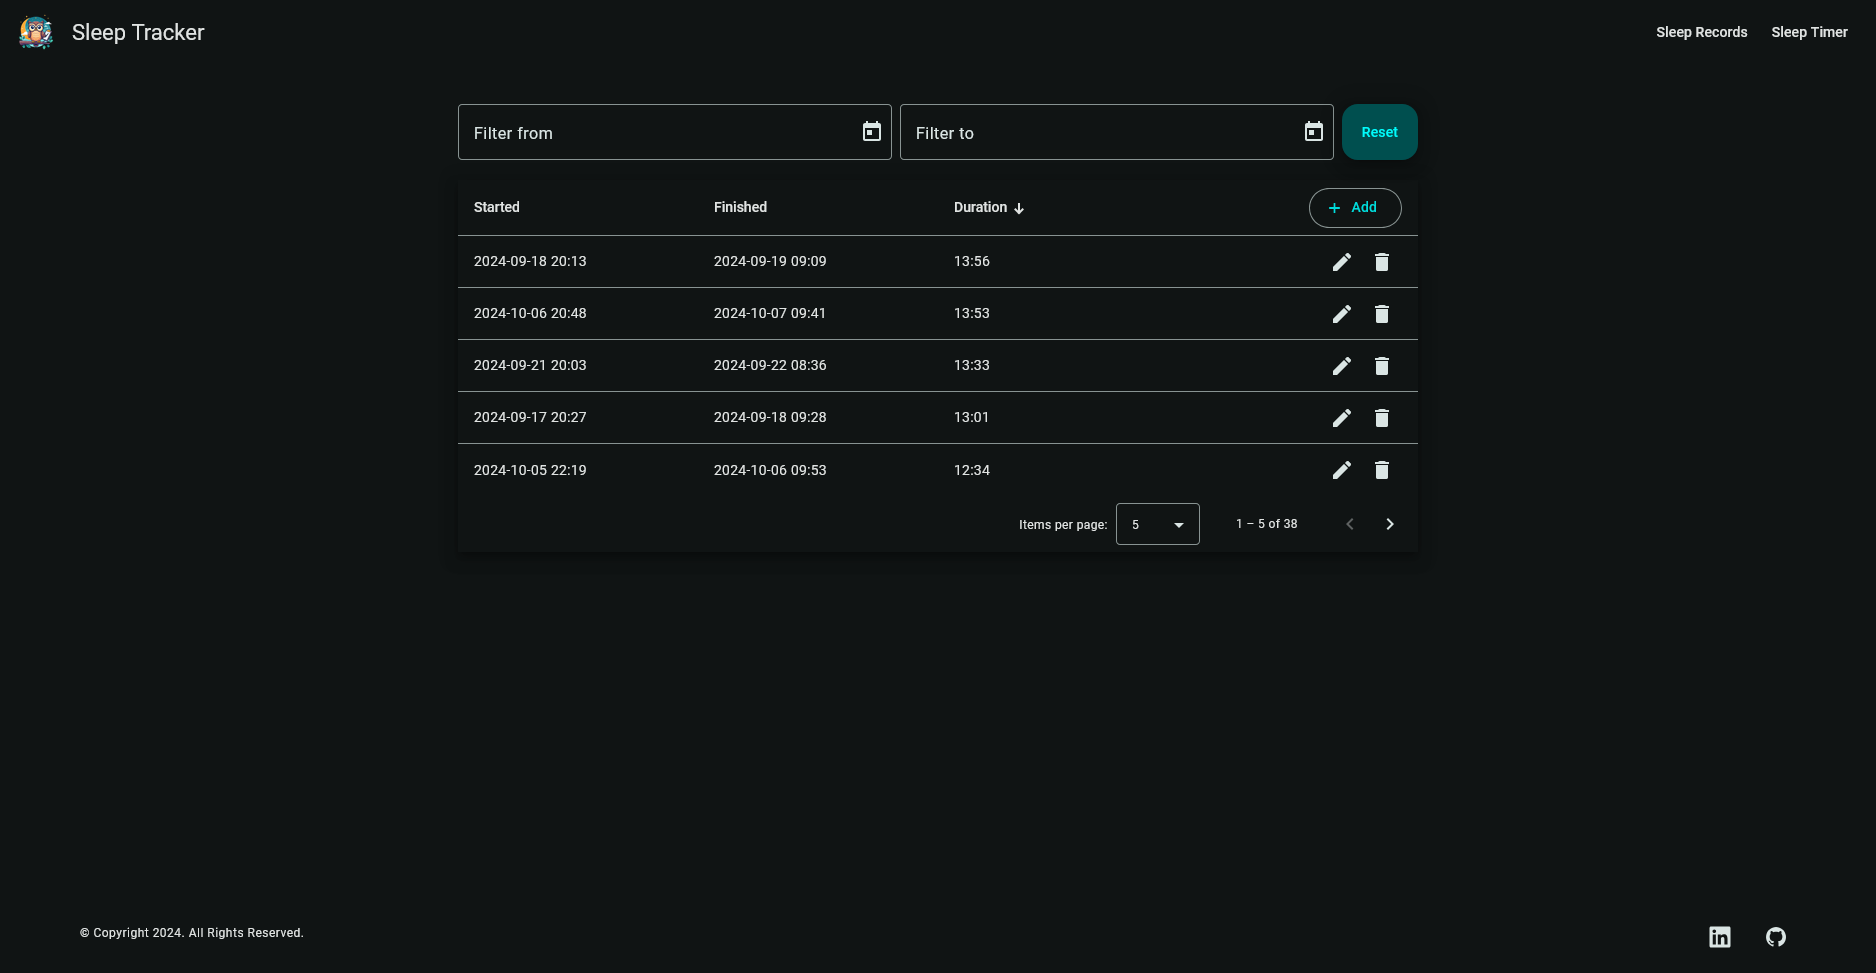 Sleep Tracker
Sleep Records Sleep Timer
Filter from Filter to Reset
Started Finished Duration Add
2024-09-18 20:13 2024-09-19 09:09 13:56
2024-10-06 20:48 2024-10-07 09:41 13:53
2024-09-21 20:03 2024-09-22 08:36 13:33
2024-09-17 20:27 2024-09-18 09:28 13:01
2024-10-05 22:19 2024-10-06 09:53 12:34
Items per page: 5 1 – 5 of 38
© Copyright 2024. All Rights Reserved.